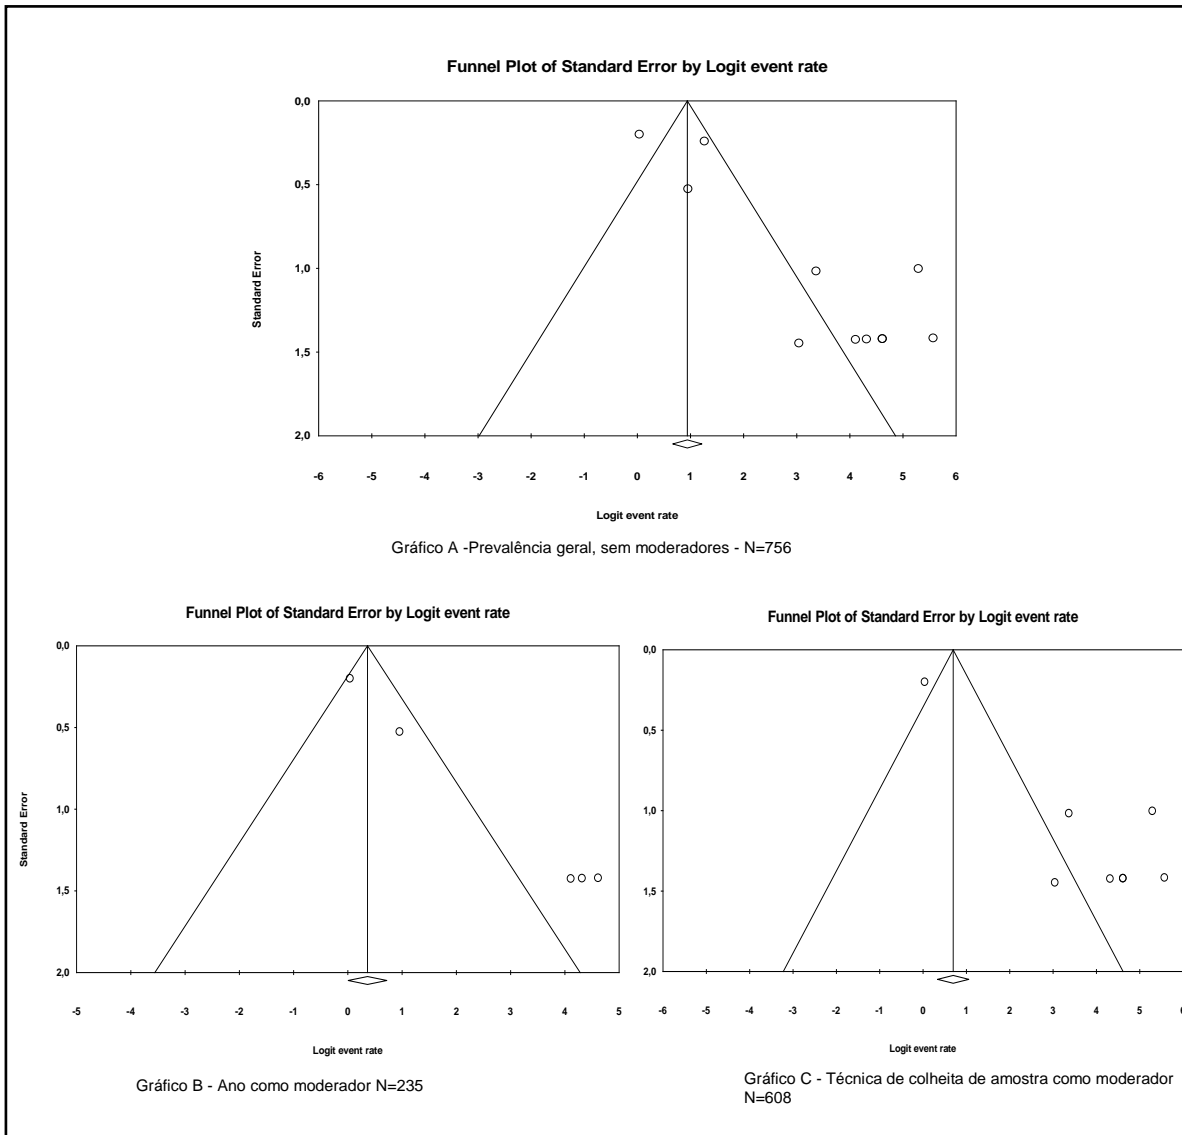 Funnel Plot of Standard Error by Logit event rate
0,0
0,5
1,0
1,5
2,0
Standard Error
-6 -5 -4 -3 -2 -1 0 1 2 3 4 5 6
Logit event rate
Gráfico A -Prevalência geral, sem moderadores - N=756
Funnel Plot of Standard Error by Logit event rate
0,0
0,5
1,0
1,5
2,0
Standard Error
-5 -4 -3 -2 -1 0 1 2 3 4 5
Logit event rate
Gráfico B - Ano como moderador N=235
Funnel Plot of Standard Error by Logit event rate
0,0
0,5
1,0
1,5
2,0
-6 -5 -4 -3 -2 -1 0 1 2 3 4 5 6
Logit event rate
Gráfico C - Técnica de colheita de amostra como moderador
N=608